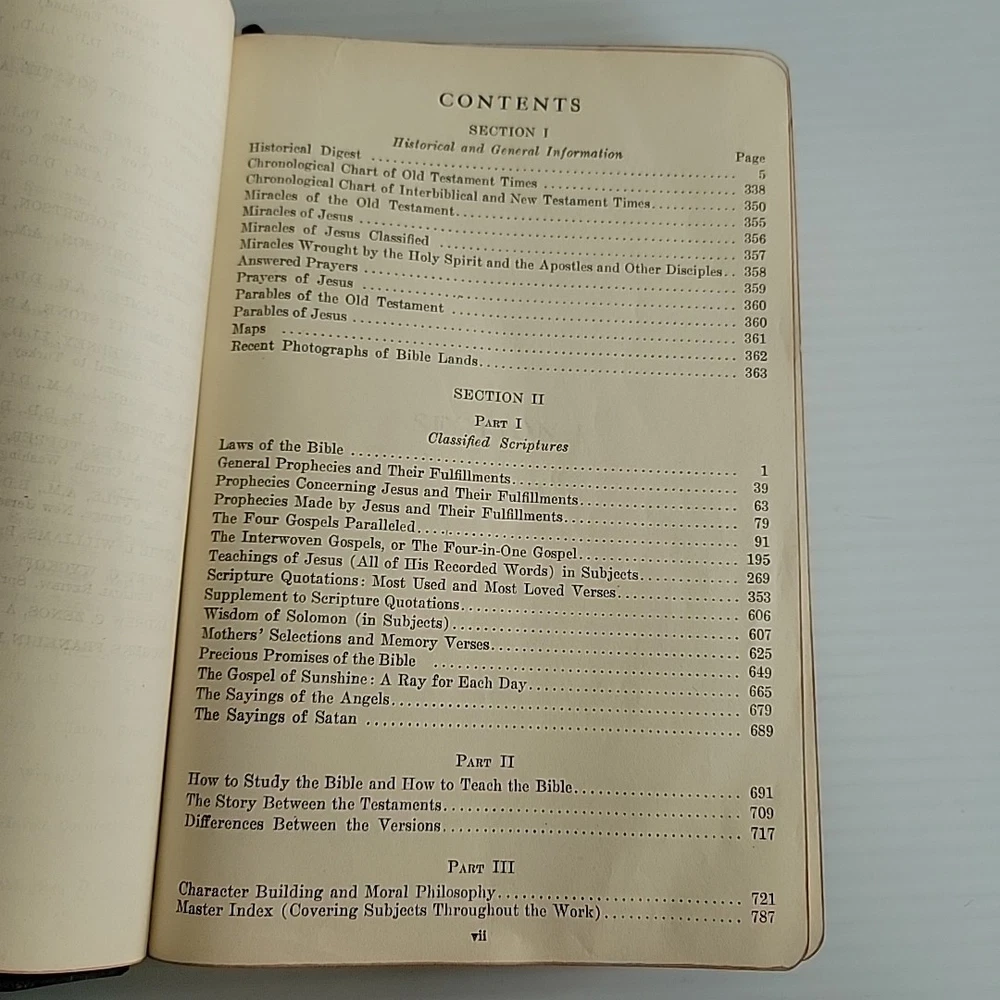 CONTENTS
SECTION I
Historical and General Information
Page
Historical Digest ........ 5
Chronological Chart of Old Testament Times ........ 338
Chronological Chart of Interbiblical and New Testament Times ........ 350
Miracles of the Old Testament ........ 355
Miracles of Jesus ........ 356
Miracles of Jesus Classified ........ 357
Miracles Wrought by the Holy Spirit and the Apostles and Other Disciples.. 358
Answered Prayers ........ 359
Prayers of Jesus ........ 360
Parables of the Old Testament ........ 360
Parables of Jesus ........ 361
Maps ........ 362
Recent Photographs of Bible Lands ........ 363
SECTION II
PART I
Classified Scriptures
Laws of the Bible ........ 1
General Prophecies and Their Fulfillments ........ 39
Prophecies Concerning Jesus and Their Fulfillments ........ 63
Prophecies Made by Jesus and Their Fulfillments ........ 79
The Four Gospels Paralleled ........ 91
The Interwoven Gospels, or The Four-in-One Gospel ........ 195
Teachings of Jesus (All of His Recorded Words) in Subjects ........ 269
Scripture Quotations: Most Used and Most Loved Verses ........ 353
Supplement to Scripture Quotations ........ 606
Wisdom of Solomon (in Subjects) ........ 607
Mothers' Selections and Memory Verses ........ 625
Precious Promises of the Bible ........ 649
The Gospel of Sunshine: A Ray for Each Day ........ 665
The Sayings of the Angels ........ 679
The Sayings of Satan ........ 689
PART II
How to Study the Bible and How to Teach the Bible ........ 691
The Story Between the Testaments ........ 709
Differences Between the Versions ........ 717
PART III
Character Building and Moral Philosophy ........ 721
Master Index (Covering Subjects Throughout the Work) ........ 787
vii